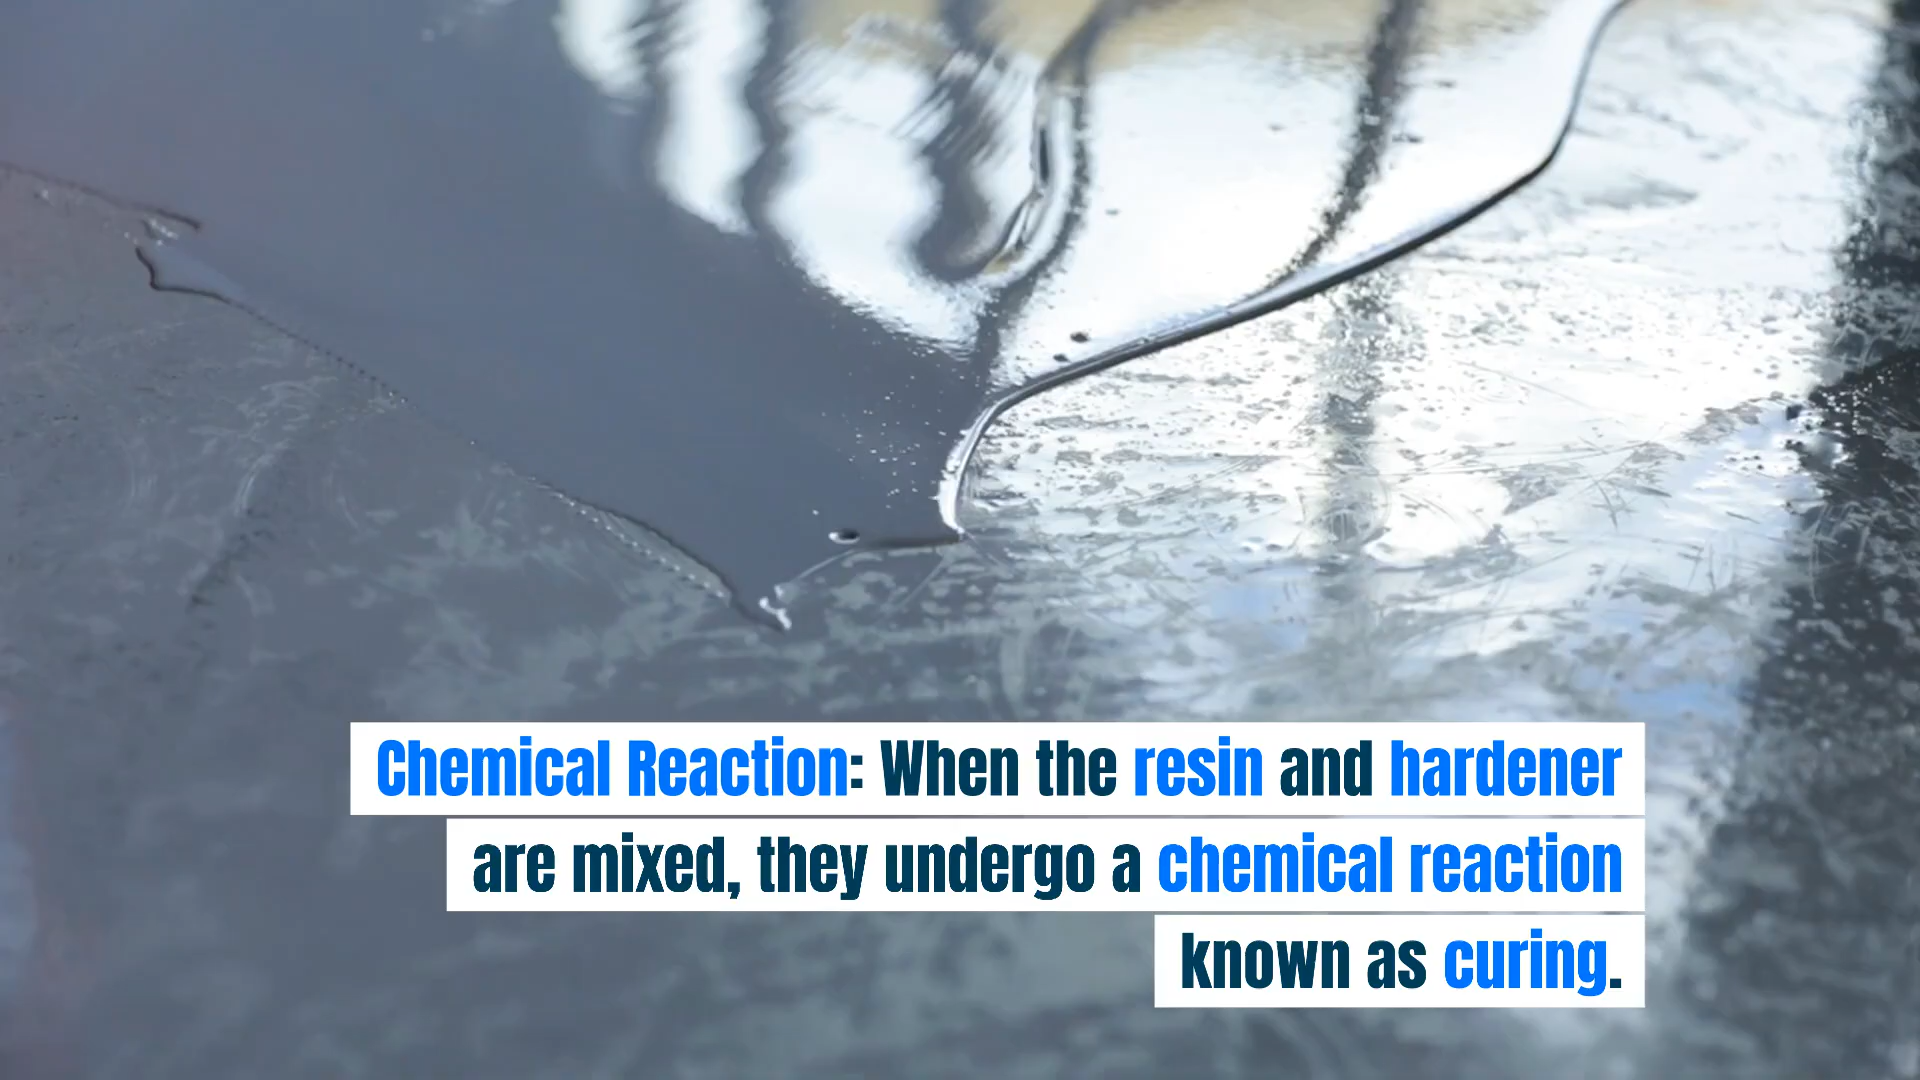 Chemical Reaction: When the resin and hardener
are mixed, they undergo a chemical reaction
known as curing.